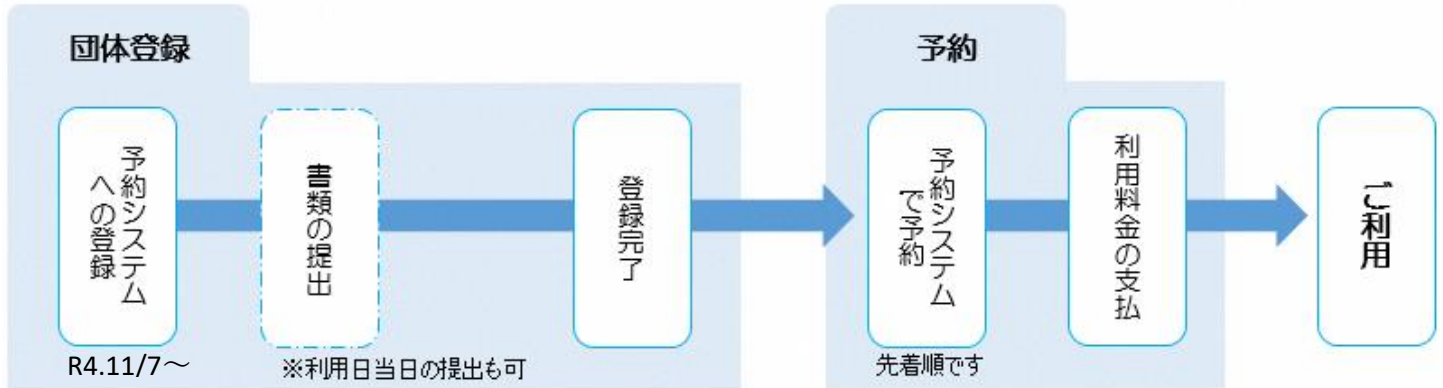 団体登録
予約システム
への登録
書類の提出
登録完了
R4.11/7～
※利用日当日の提出も可
予約
予約システム
で予約
利用料金の支払
先着順です
ご利用